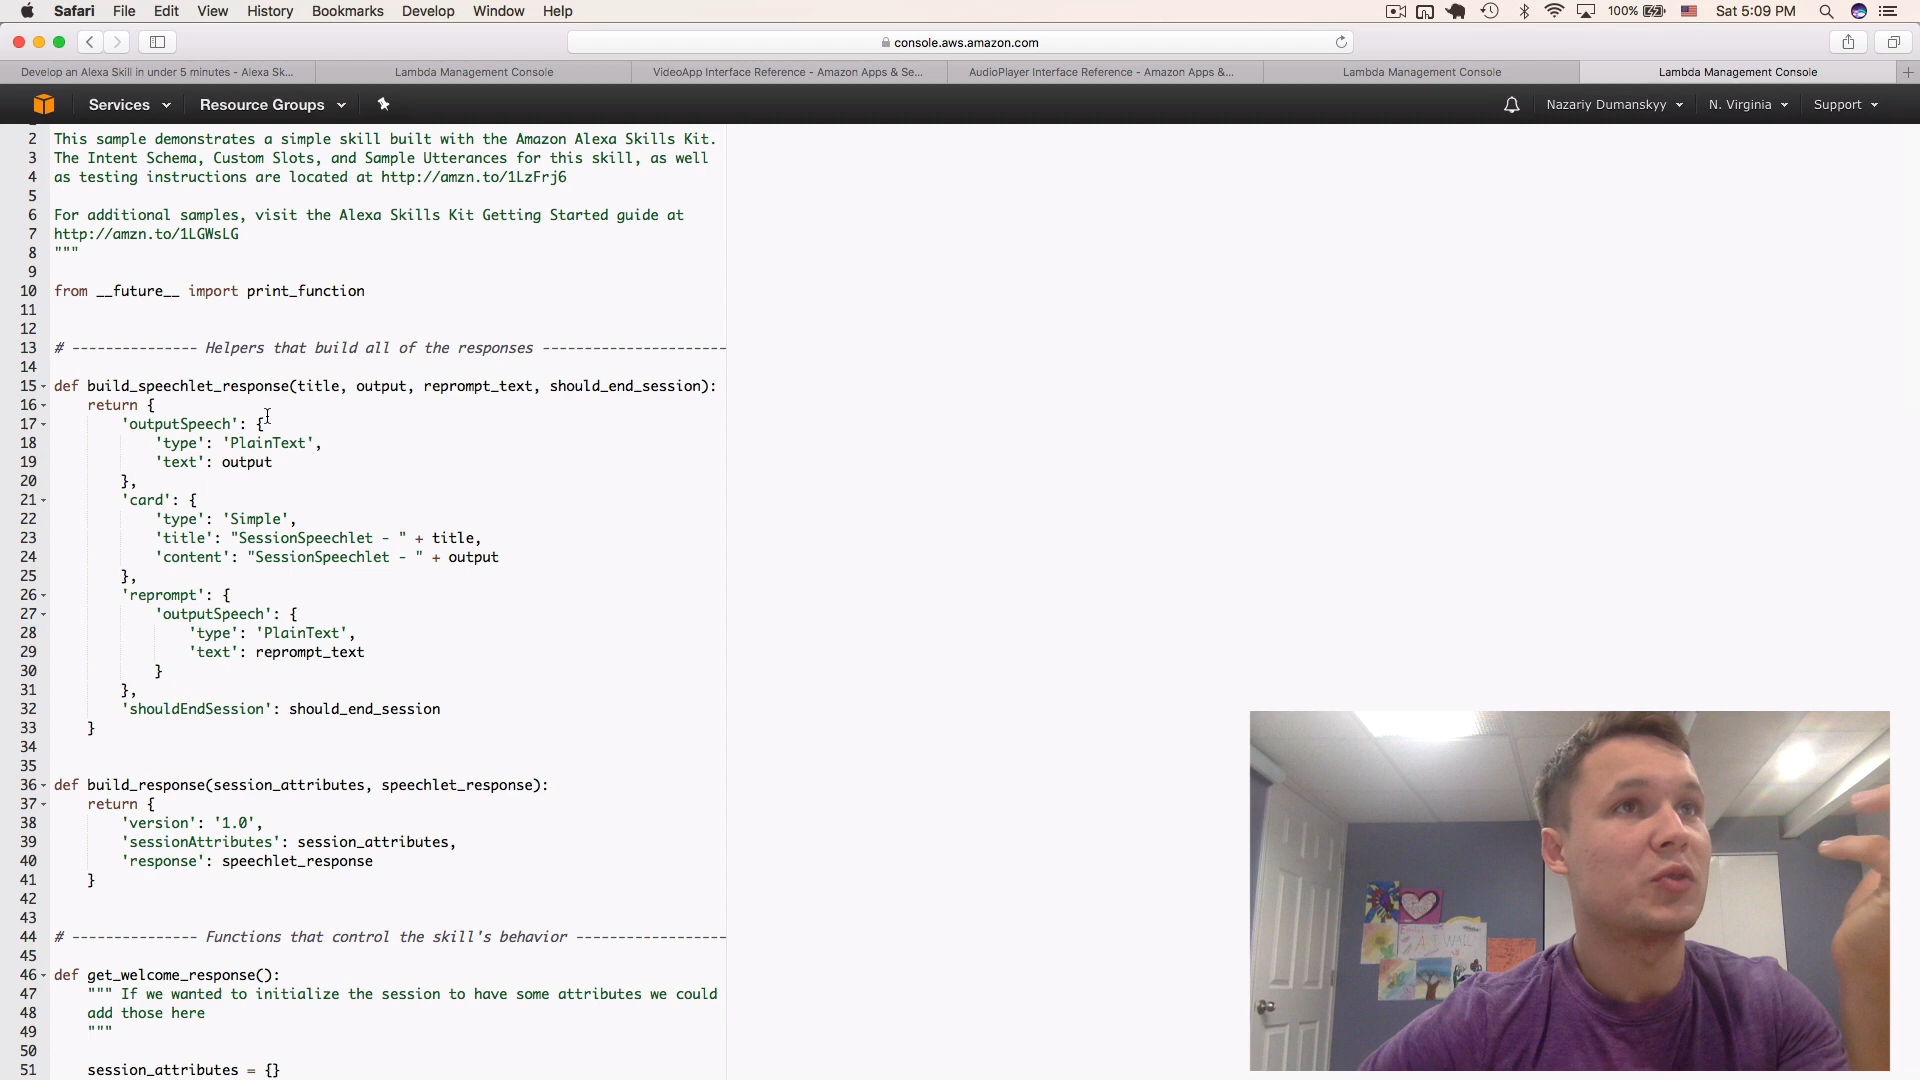 Safari File Edit View History Bookmarks Develop Window Help 100% Sat 5:09 PM
console.aws.amazon.com
Develop an Alexa Skill in under 5 minutes - Alexa Sk... Lambda Management Console VideoApp Interface Reference - Amazon Apps & Se... AudioPlayer Interface Reference - Amazon Apps &... Lambda Management Console Lambda Management Console
Services Resource Groups Nazariy Dumanskyy N. Virginia Support
2 This sample demonstrates a simple skill built with the Amazon Alexa Skills Kit.
3 The Intent Schema, Custom Slots, and Sample Utterances for this skill, as well
4 as testing instructions are located at http://amzn.to/1LzFrj6
5
6 For additional samples, visit the Alexa Skills Kit Getting Started guide at
7 http://amzn.to/1LGWsLG
8 """
9
10 from __future__ import print_function
11
12
13 # --------------- Helpers that build all of the responses ----------------------
14
15 def build_speechlet_response(title, output, reprompt_text, should_end_session):
16 return {
17 'outputSpeech': {
18 'type': 'PlainText',
19 'text': output
20 },
21 'card': {
22 'type': 'Simple',
23 'title': "SessionSpeechlet - " + title,
24 'content': "SessionSpeechlet - " + output
25 },
26 'reprompt': {
27 'outputSpeech': {
28 'type': 'PlainText',
29 'text': reprompt_text
30 }
31 },
32 'shouldEndSession': should_end_session
33 }
34
35
36 def build_response(session_attributes, speechlet_response):
37 return {
38 'version': '1.0',
39 'sessionAttributes': session_attributes,
40 'response': speechlet_response
41 }
42
43
44 # --------------- Functions that control the skill's behavior ------------------
45
46 def get_welcome_response():
47 """ If we wanted to initialize the session to have some attributes we could
48 add those here
49 """
50
51 session_attributes = {}
ART WALL